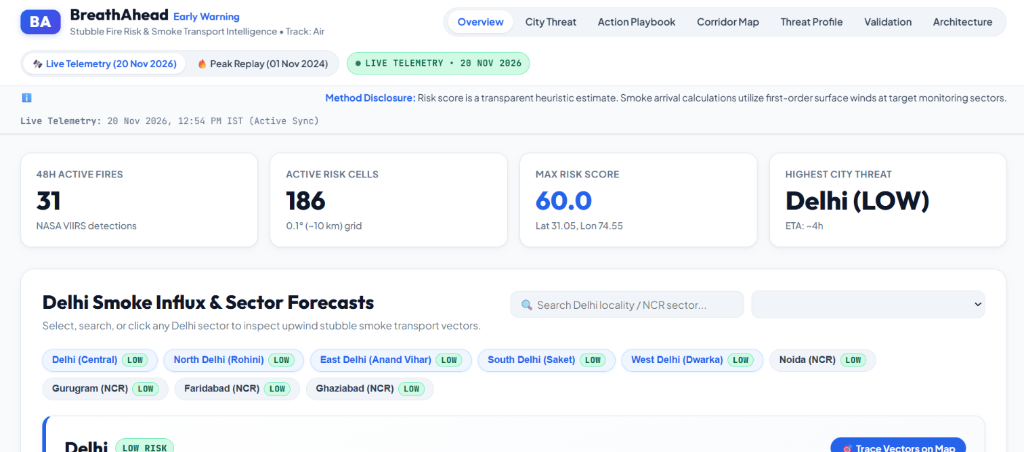 BA
BreathAhead Early Warning
Stubble Fire Risk & Smoke Transport Intelligence • Track: Air
Overview City Threat Action Playbook Corridor Map Threat Profile Validation Architecture
Live Telemetry (20 Nov 2026) Peak Replay (01 Nov 2024) LIVE TELEMETRY • 20 NOV 2026
Method Disclosure: Risk score is a transparent heuristic estimate. Smoke arrival calculations utilize first-order surface winds at target monitoring sectors.
Live Telemetry: 20 Nov 2026, 12:54 PM IST (Active Sync)
48H ACTIVE FIRES
31
NASA VIIRS detections
ACTIVE RISK CELLS
186
0.1° (~10 km) grid
MAX RISK SCORE
60.0
Lat 31.05, Lon 74.55
HIGHEST CITY THREAT
Delhi (LOW)
ETA: ~4h
Delhi Smoke Influx & Sector Forecasts
Select, search, or click any Delhi sector to inspect upwind stubble smoke transport vectors.
Search Delhi locality / NCR sector...
Delhi (Central) LOW North Delhi (Rohini) LOW East Delhi (Anand Vihar) LOW South Delhi (Saket) LOW West Delhi (Dwarka) LOW Noida (NCR) LOW
Gurugram (NCR) LOW Faridabad (NCR) LOW Ghaziabad (NCR) LOW
Delhi LOW RISK
Trace Vectors on Map